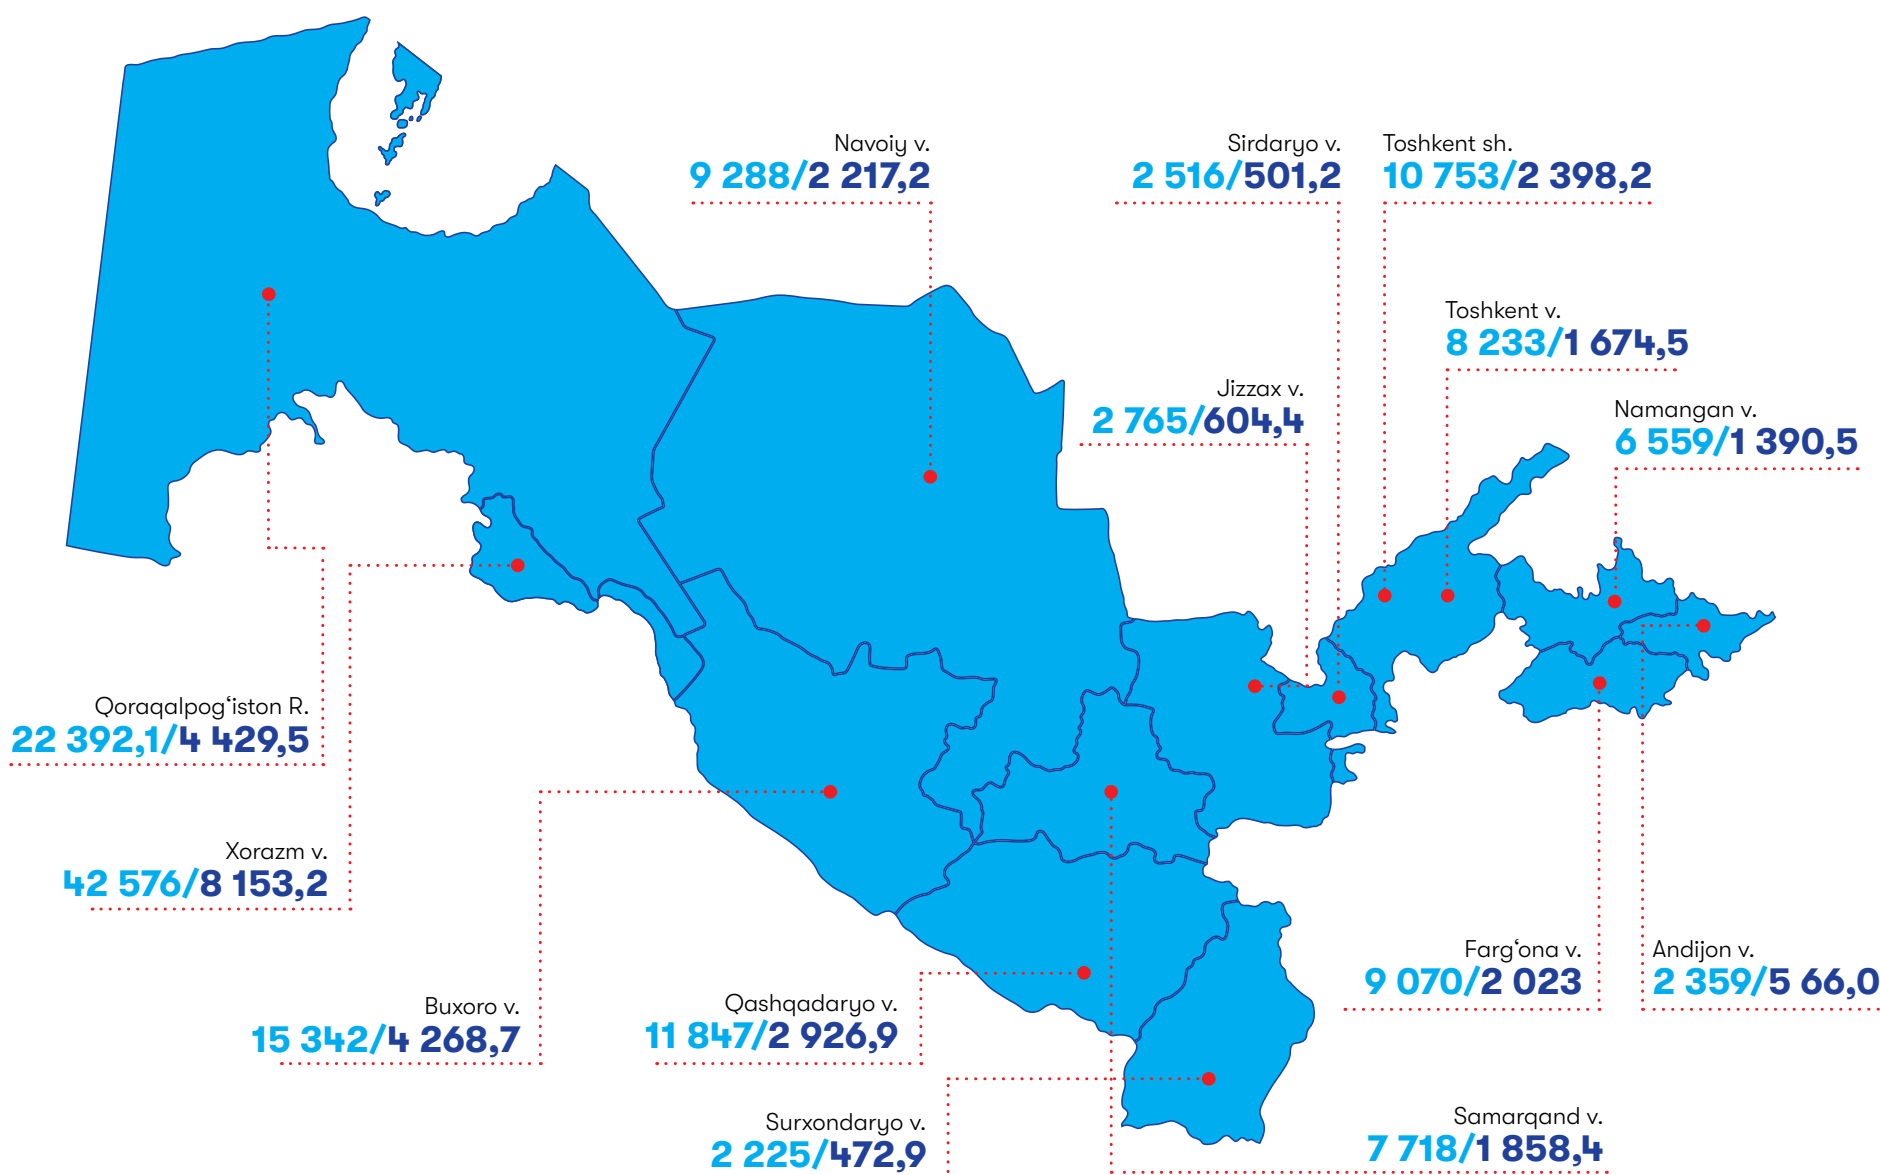 Navoiy v.
9 288/2 217,2
Sirdaryo v.
2 516/501,2
Toshkent sh.
10 753/2 398,2
Toshkent v.
8 233/1 674,5
Jizzax v.
2 765/604,4
Namangan v.
6 559/1 390,5
Qoraqalpog‘iston R.
22 392,1/4 429,5
Xorazm v.
42 576/8 153,2
Buxoro v.
15 342/4 268,7
Qashqadaryo v.
11 847/2 926,9
Farg‘ona v.
9 070/2 023
Andijon v.
2 359/5 66,0
Surxondaryo v.
2 225/472,9
Samarqand v.
7 718/1 858,4